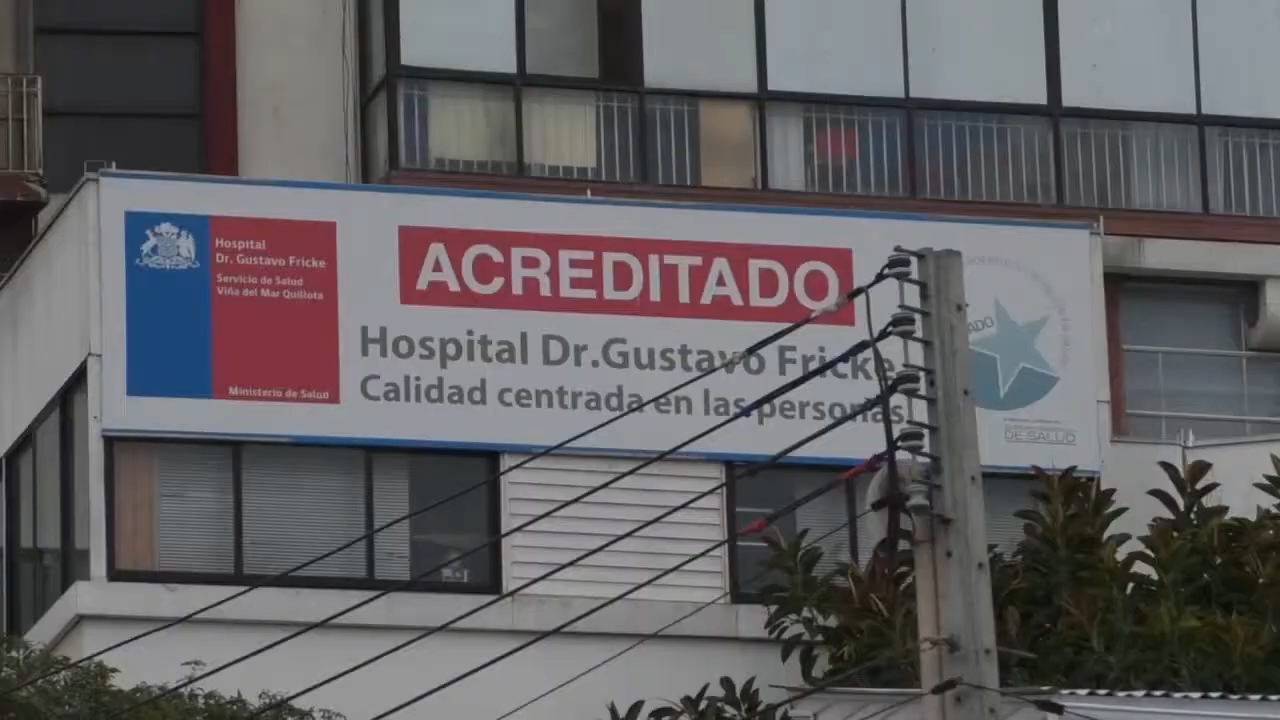 Hospital
Dr. Gustavo Fricke
Servicio de Salud
Viña del Mar Quillota
Ministerio de Salud
ACREDITADO
Hospital Dr.Gustavo Fricke
Calidad centrada en las personas
DE SALUD